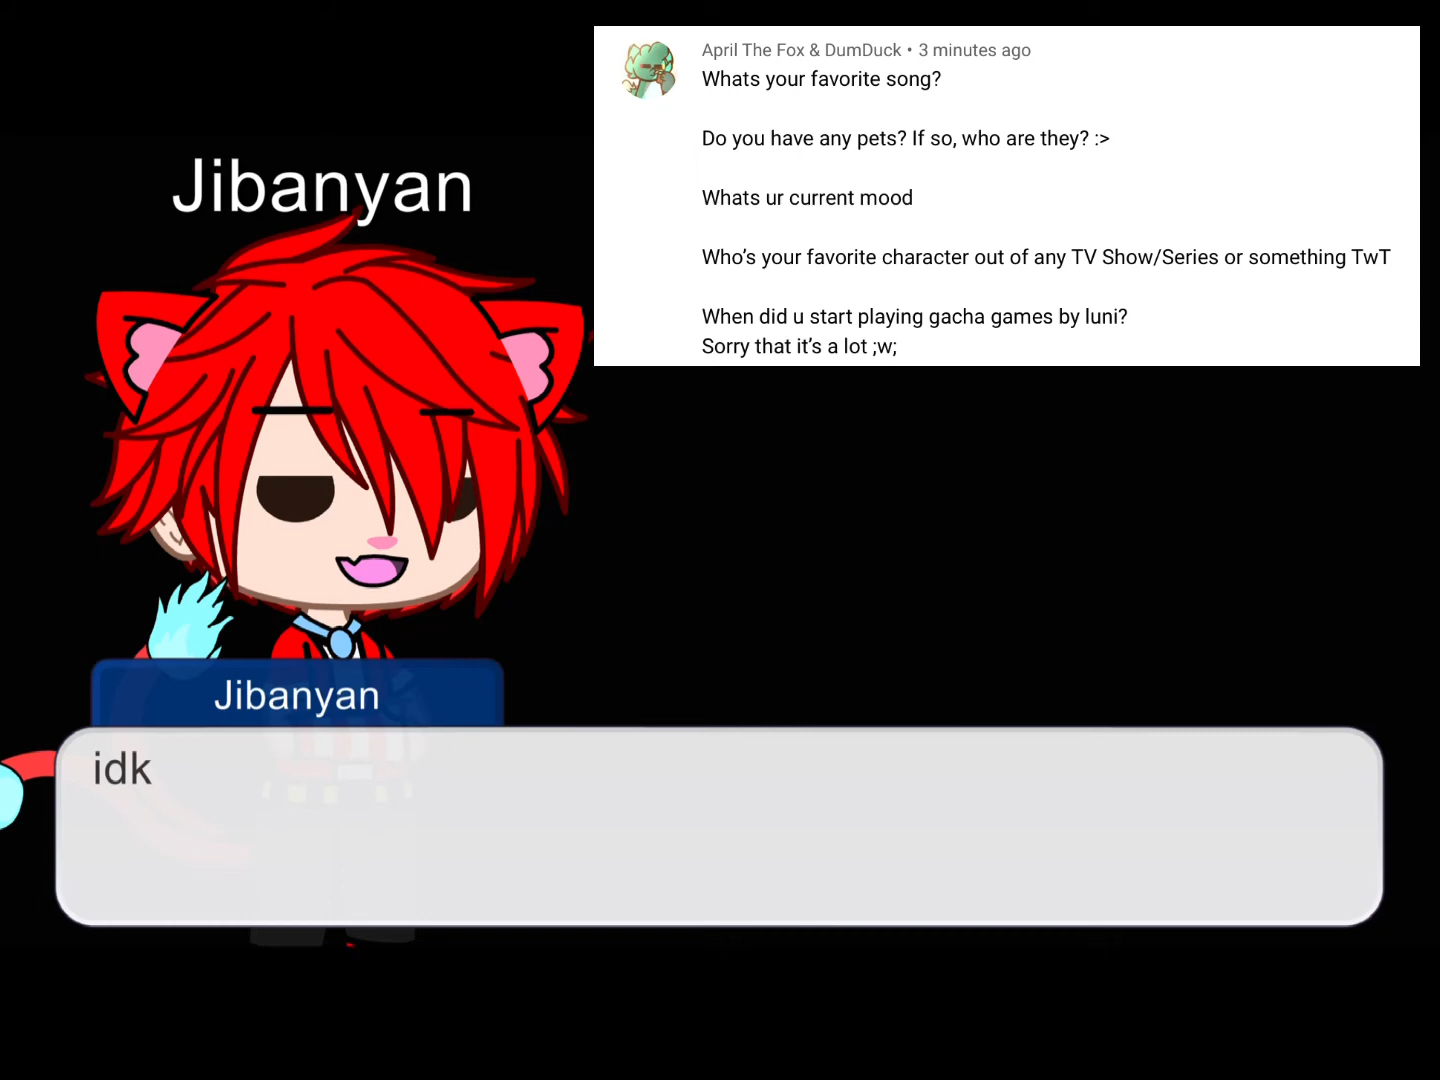 April The Fox & DumDuck • 3 minutes ago
Whats your favorite song?
Do you have any pets? If so, who are they? :>
Whats ur current mood
Who’s your favorite character out of any TV Show/Series or something TwT
When did u start playing gacha games by luni?
Sorry that it’s a lot ;w;
Jibanyan
Jibanyan
idk